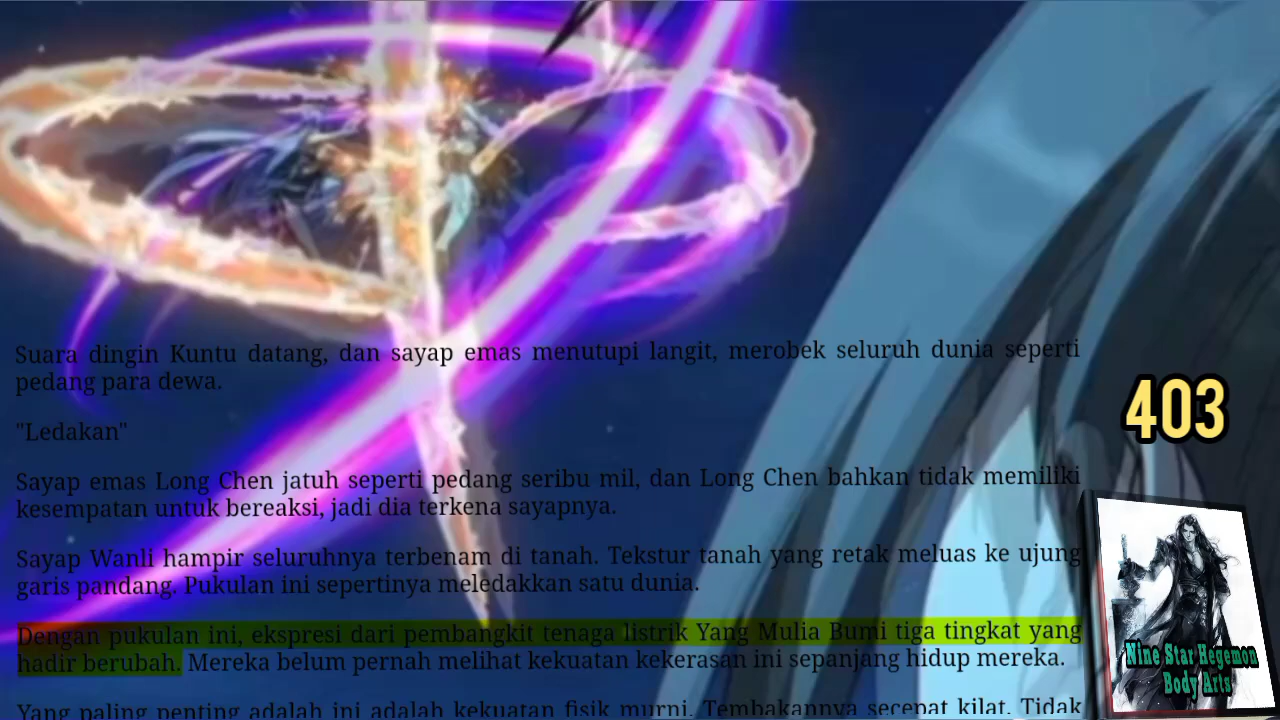 Suara dingin Kuntu datang, dan sayap emas menutupi langit, merobek seluruh dunia seperti
pedang para dewa.
"Ledakan"
Sayap emas Long Chen jatuh seperti pedang seribu mil, dan Long Chen bahkan tidak memiliki
kesempatan untuk bereaksi, jadi dia terkena sayapnya.
Sayap Wanli hampir seluruhnya terbenam di tanah. Tekstur tanah yang retak meluas ke ujung
garis pandang. Pukulan ini sepertinya meledakkan satu dunia.
Dengan pukulan ini, ekspresi dari pembangkit tenaga listrik Yang Mulia Bumi tiga tingkat yang
hadir berubah. Mereka belum pernah melihat kekuatan kekerasan ini sepanjang hidup mereka.
Yang paling penting adalah ini adalah kekuatan fisik murni. Tembakannya secepat kilat. Tidak
403
Nine Star Hegemon
Body Arts